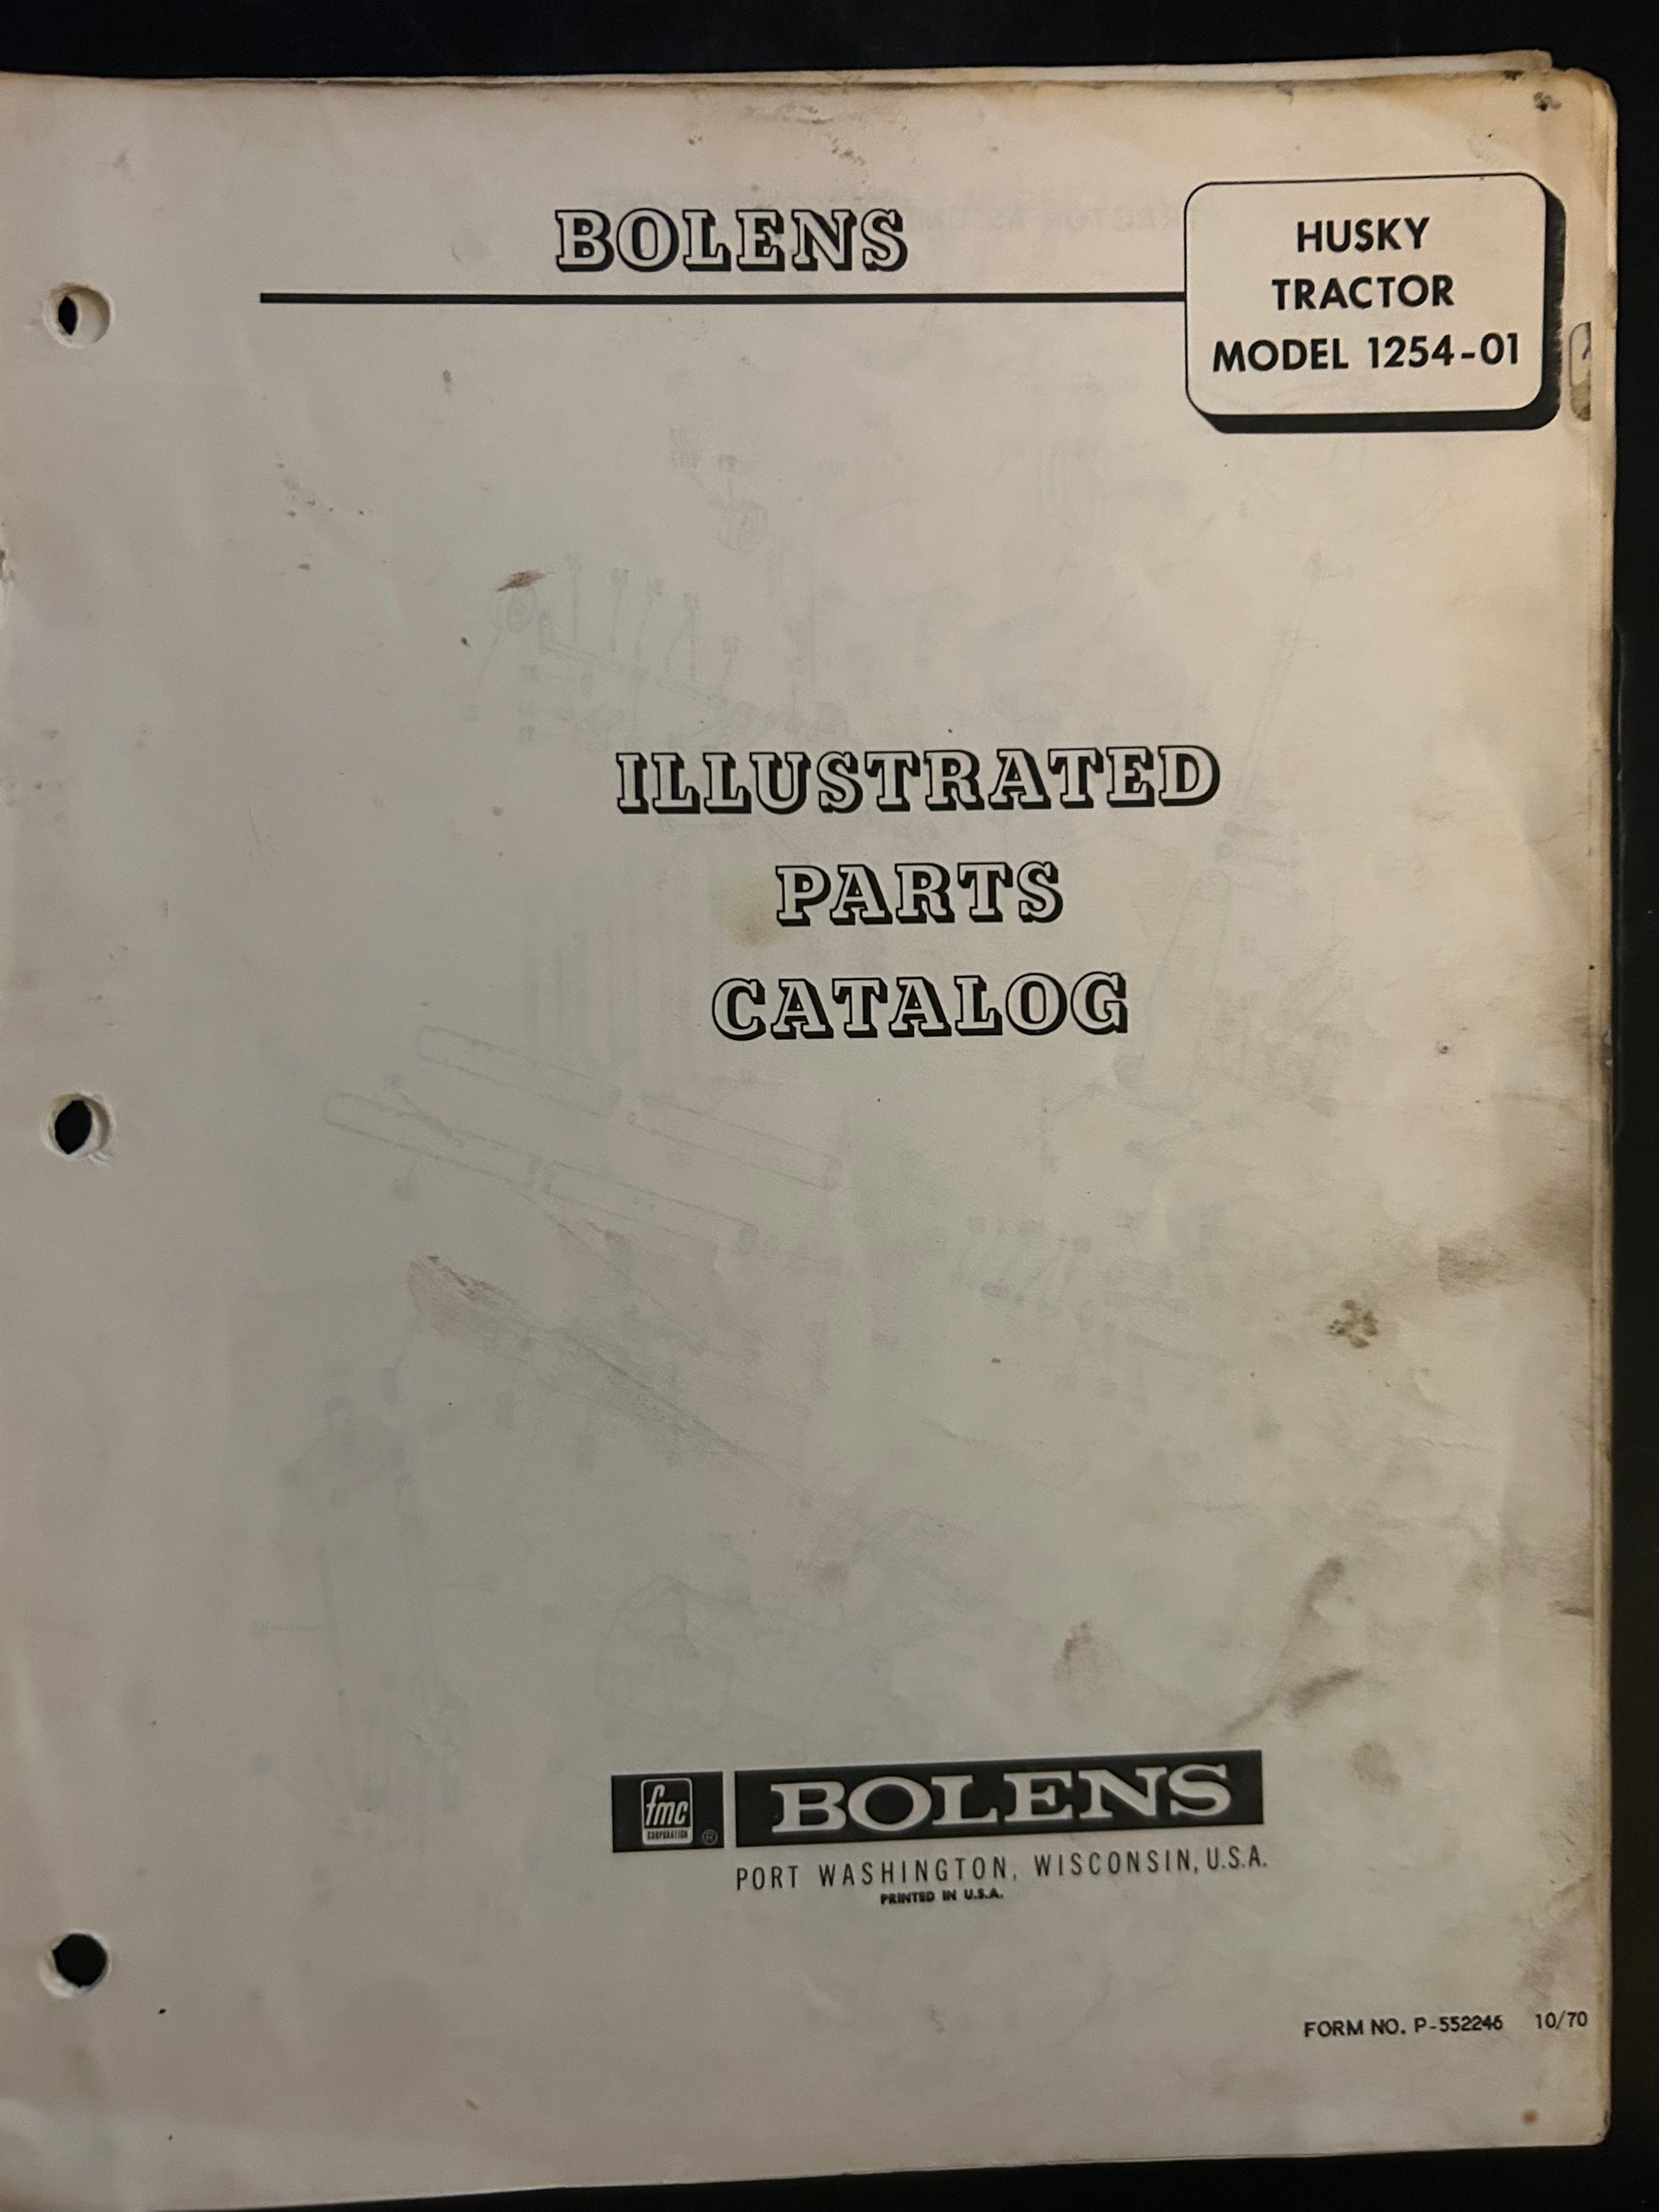 BOLENS
HUSKY
TRACTOR
MODEL 1254-01
ILLUSTRATED
PARTS
CATALOG
fmc
CORPORATION
®
BOLENS
PORT WASHINGTON, WISCONSIN, U.S.A.
PRINTED IN U.S.A.
FORM NO. P-552246 10/70